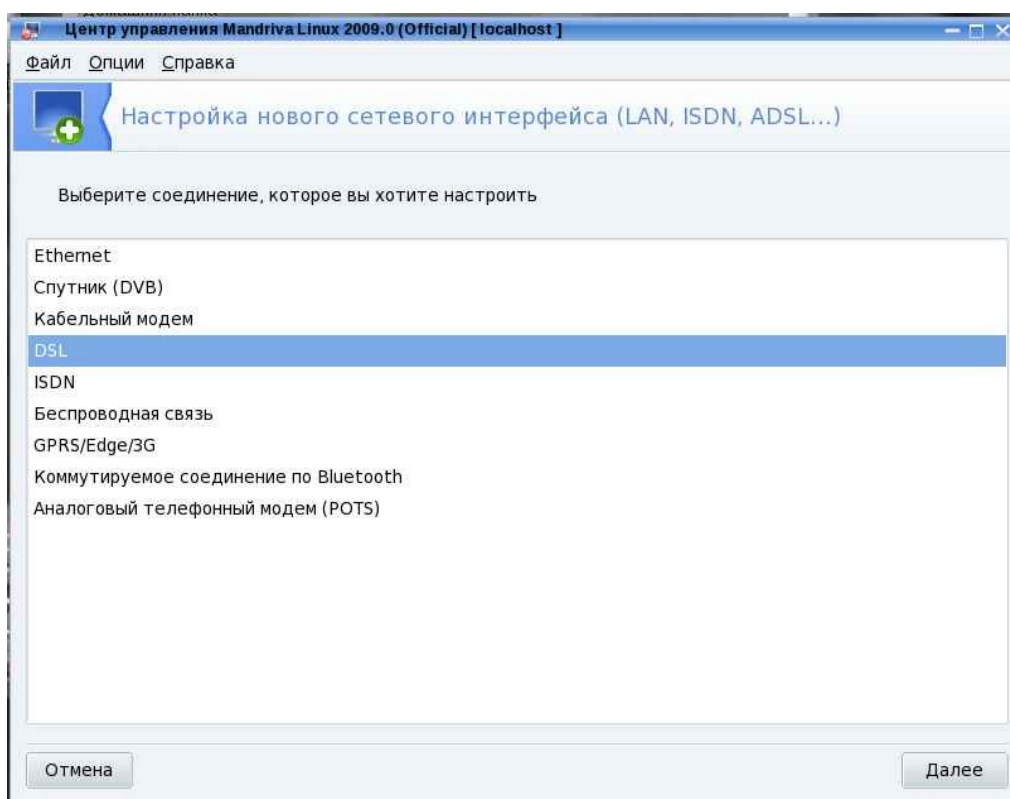 Центр управления Mandriva Linux 2009.0 (Official) [ localhost ]
Файл Опции Справка
Настройка нового сетевого интерфейса (LAN, ISDN, ADSL...)
Выберите соединение, которое вы хотите настроить
Ethernet
Спутник (DVB)
Кабельный модем
DSL
ISDN
Беспроводная связь
GPRS/Edge/3G
Коммутируемое соединение по Bluetooth
Аналоговый телефонный модем (POTS)
Отмена
Далее